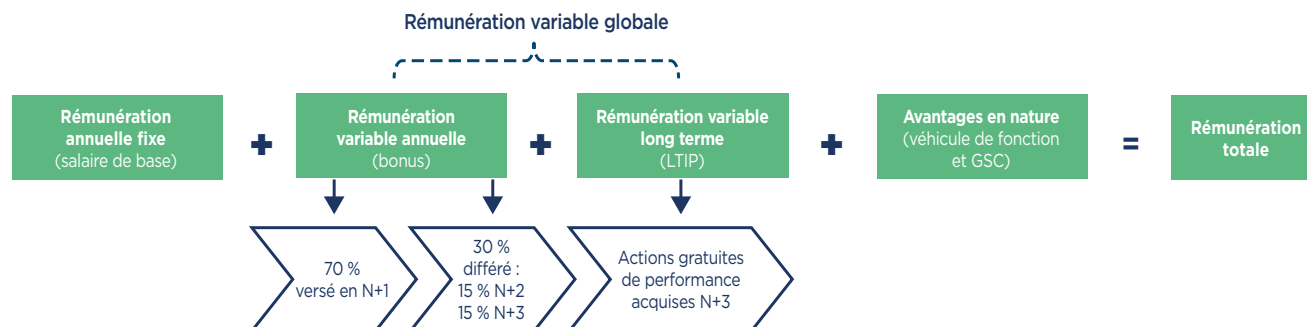 Rémunération variable globale
Rémunération
annuelle fixe
(salaire de base)
+
Rémunération
variable annuelle
(bonus)
+
Rémunération variable
long terme
(LTIP)
+
Avantages en nature
(véhicule de fonction
et GSC)
=
Rémunération
totale
70 %
versé en N+1
30 %
différé :
15 % N+2
15 % N+3
Actions gratuites
de performance
acquises N+3